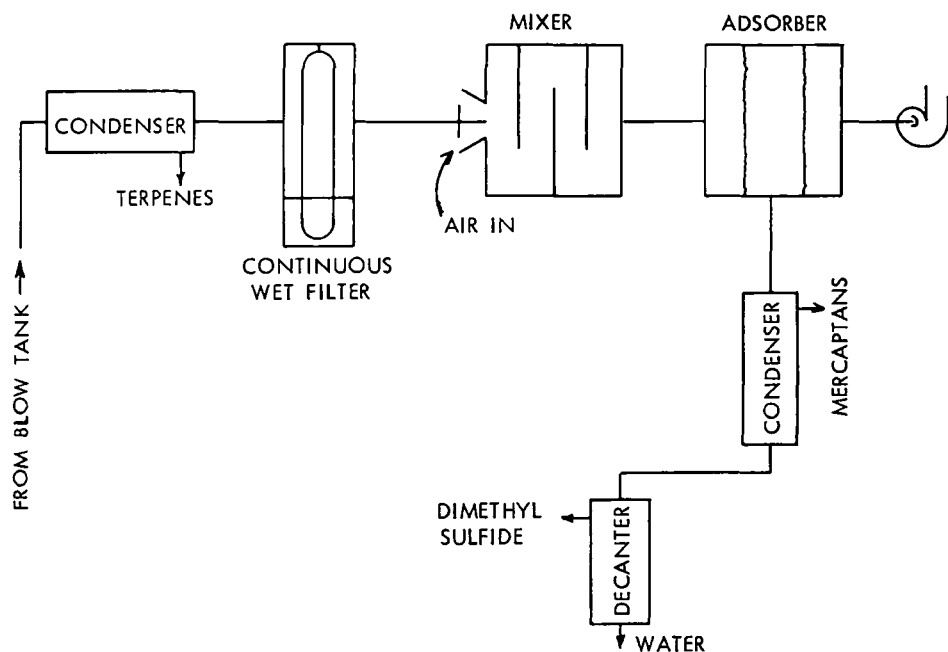 MIXER
ADSORBER
CONDENSER
TERPENES
AIR IN
CONTINUOUS
WET FILTER
FROM BLOW TANK
CONDENSER
MERCAPTANS
DIMETHYL
SULFIDE
DECANTER
WATER